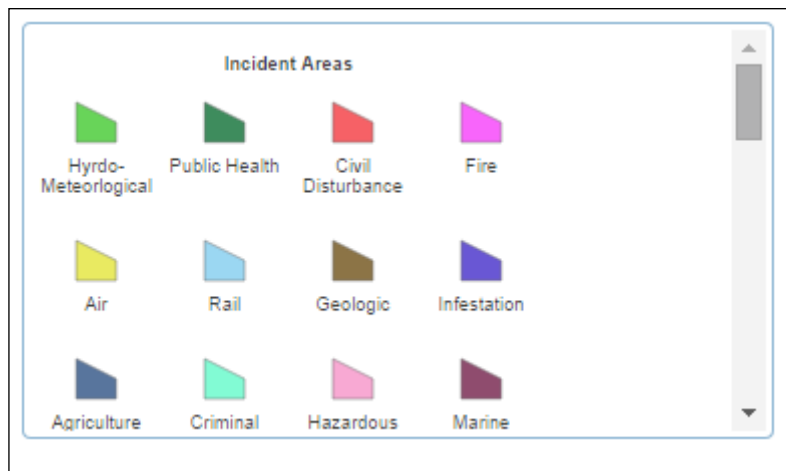 Incident Areas
Hyrdo-
Meteorlogical
Public Health
Civil
Disturbance
Fire
Air
Rail
Geologic
Infestation
Agriculture
Criminal
Hazardous
Marine